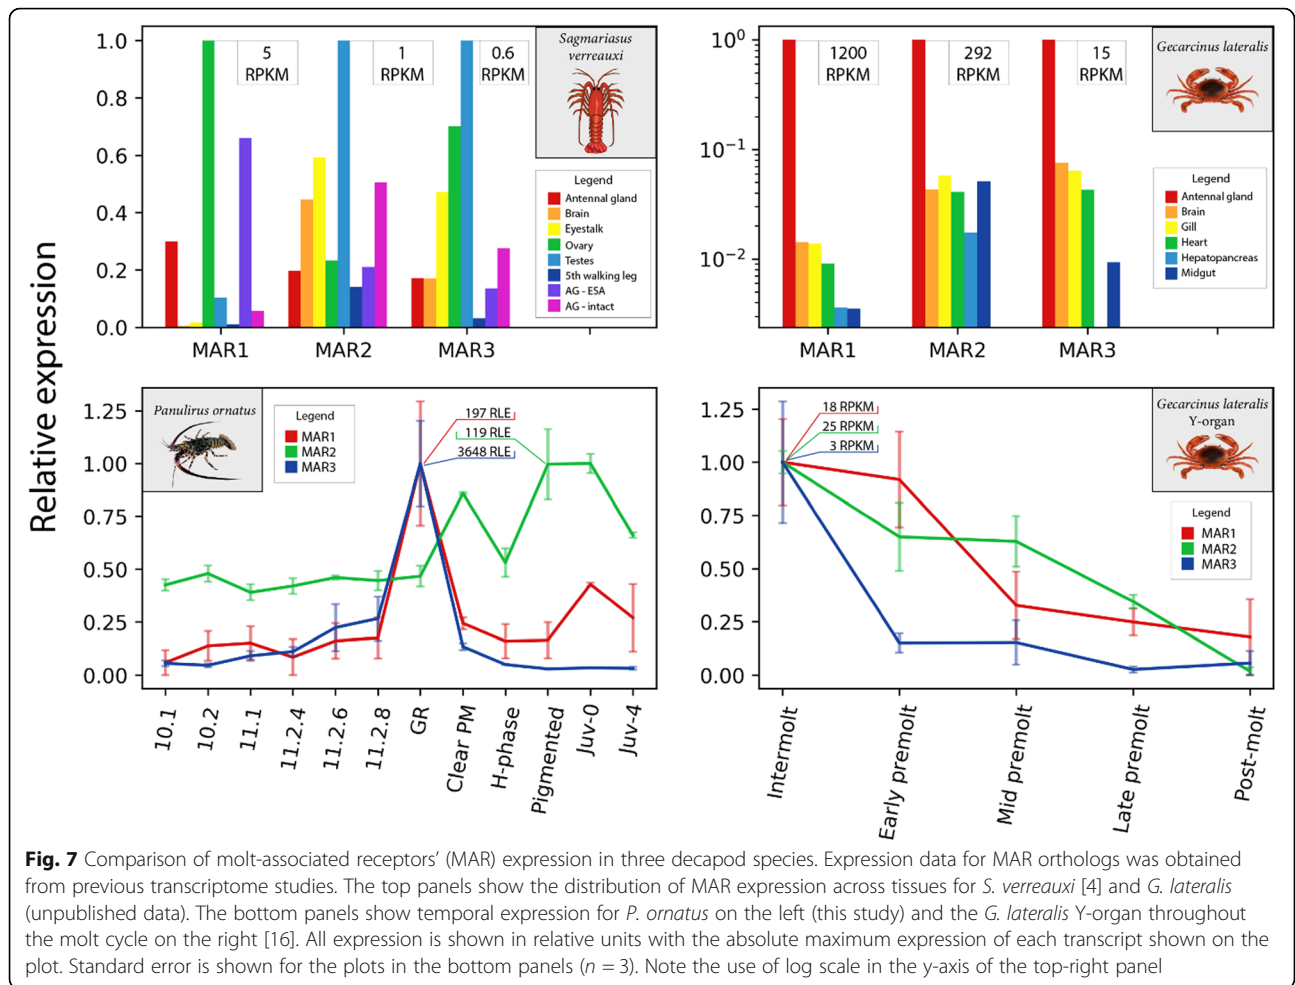 Relative expression
1.0
0.8
0.6
0.4
0.2
0.0
5
RPKM
1
RPKM
0.6
RPKM
Sagmariasus
verreauxi
Legend
Antennal gland
Brain
Eyestalk
Ovary
Testes
5th walking leg
AG - ESA
AG - intact
MAR1
MAR2
MAR3
10⁰
10⁻¹
10⁻²
1200
RPKM
292
RPKM
15
RPKM
Gecarcinus lateralis
Legend
Antennal gland
Brain
Gill
Heart
Hepatopancreas
Midgut
MAR1
MAR2
MAR3
1.25
1.00
0.75
0.50
0.25
0.00
Panulirus ornatus
Legend
MAR1
MAR2
MAR3
197 RLE
119 RLE
3648 RLE
10.1
10.2
11.1
11.2.4
11.2.6
11.2.8
GR
Clear PM
H-phase
Pigmented
Juv-0
Juv-4
1.25
1.00
0.75
0.50
0.25
0.00
18 RPKM
25 RPKM
3 RPKM
Gecarcinus lateralis
Y-organ
Legend
MAR1
MAR2
MAR3
Intermolt
Early premolt
Mid premolt
Late premolt
Post-molt
Fig. 7 Comparison of molt-associated receptors' (MAR) expression in three decapod species. Expression data for MAR orthologs was obtained
from previous transcriptome studies. The top panels show the distribution of MAR expression across tissues for S. verreauxi [4] and G. lateralis
(unpublished data). The bottom panels show temporal expression for P. ornatus on the left (this study) and the G. lateralis Y-organ throughout
the molt cycle on the right [16]. All expression is shown in relative units with the absolute maximum expression of each transcript shown on the
plot. Standard error is shown for the plots in the bottom panels (n = 3). Note the use of log scale in the y-axis of the top-right panel